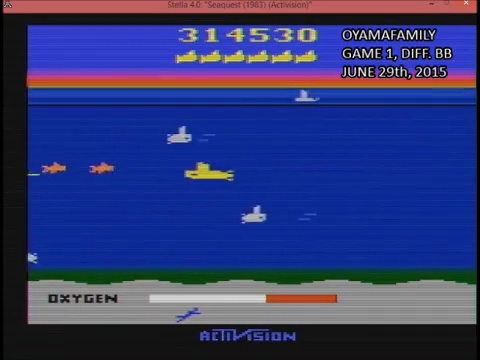 Stella 4.0: "Seaquest (1983) (Activision)"
314530
OYAMAFAMILY
GAME 1, DIFF. BB
JUNE 29th, 2015
OXYGEN
ACTIVISION